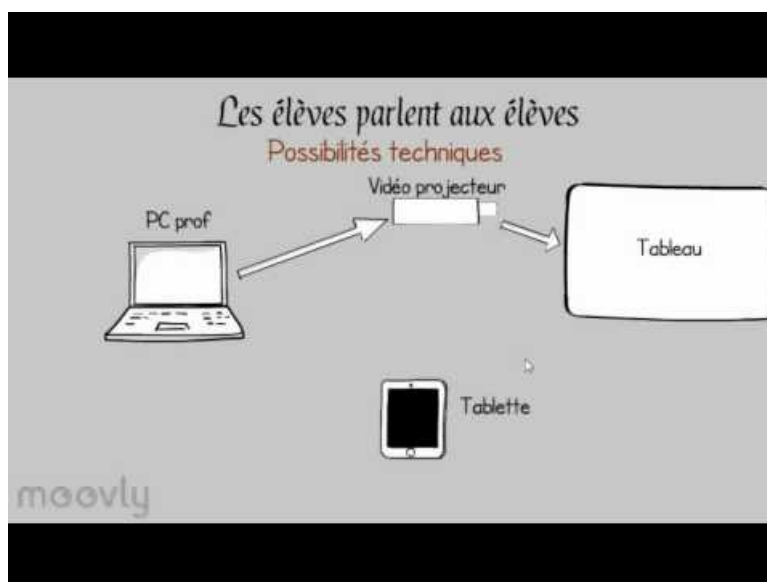 Les élèves parlent aux élèves
Possibilités techniques
Vidéo projecteur
PC prof
Tableau
Tablette
moovly